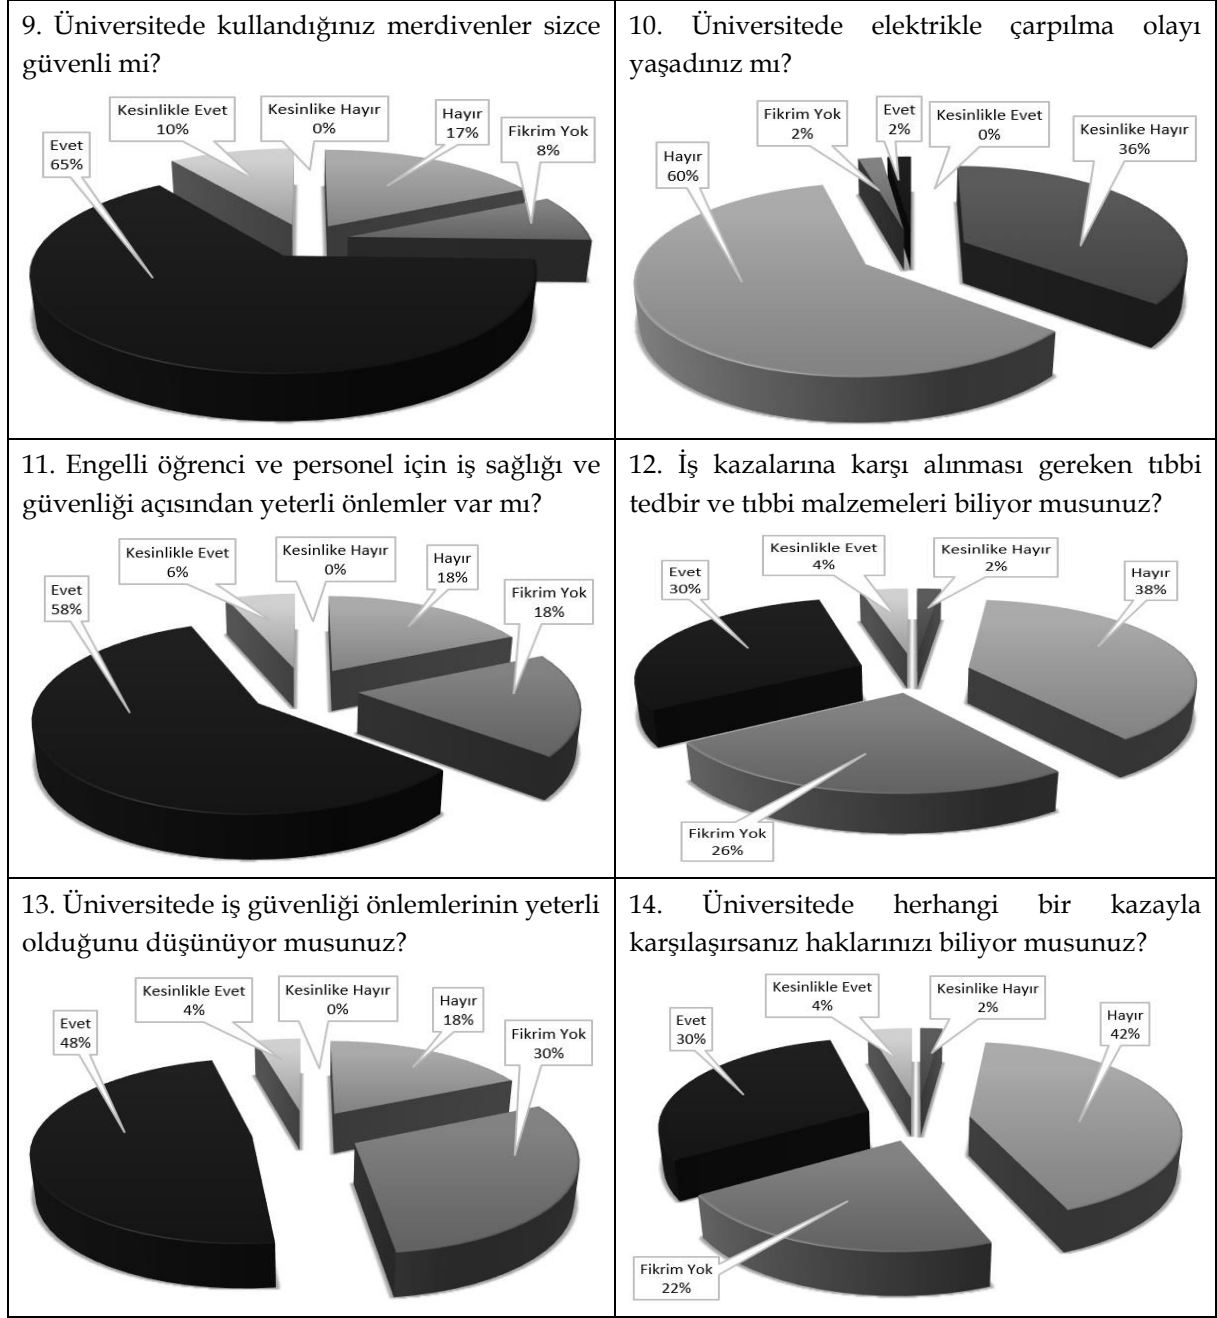 9. Üniversitede kullandığınız merdivenler sizce
güvenli mi?
Kesinlikle Evet
10%
Kesinlike Hayır
0%
Hayır
17%
Fikrim Yok
8%
Evet
65%
10. Üniversitede elektrikle çarpılma olayı
yaşadınız mı?
Fikrim Yok
2%
Evet
2%
Kesinlikle Evet
0%
Kesinlike Hayır
36%
Hayır
60%
11. Engelli öğrenci ve personel için iş sağlığı ve
güvenliği açısından yeterli önlemler var mı?
Kesinlikle Evet
6%
Kesinlike Hayır
0%
Hayır
18%
Evet
58%
Fikrim Yok
18%
12. İş kazalarına karşı alınması gereken tıbbi
tedbir ve tıbbi malzemeleri biliyor musunuz?
Kesinlikle Evet
4%
Kesinlike Hayır
2%
Evet
30%
Hayır
38%
Fikrim Yok
26%
13. Üniversitede iş güvenliği önlemlerinin yeterli
olduğunu düşünüyor musunuz?
Kesinlikle Evet
4%
Kesinlike Hayır
0%
Hayır
18%
Evet
48%
Fikrim Yok
30%
14. Üniversitede herhangi bir kazayla
karşılaşırsanız haklarınızı biliyor musunuz?
Kesinlikle Evet
4%
Kesinlike Hayır
2%
Evet
30%
Hayır
42%
Fikrim Yok
22%